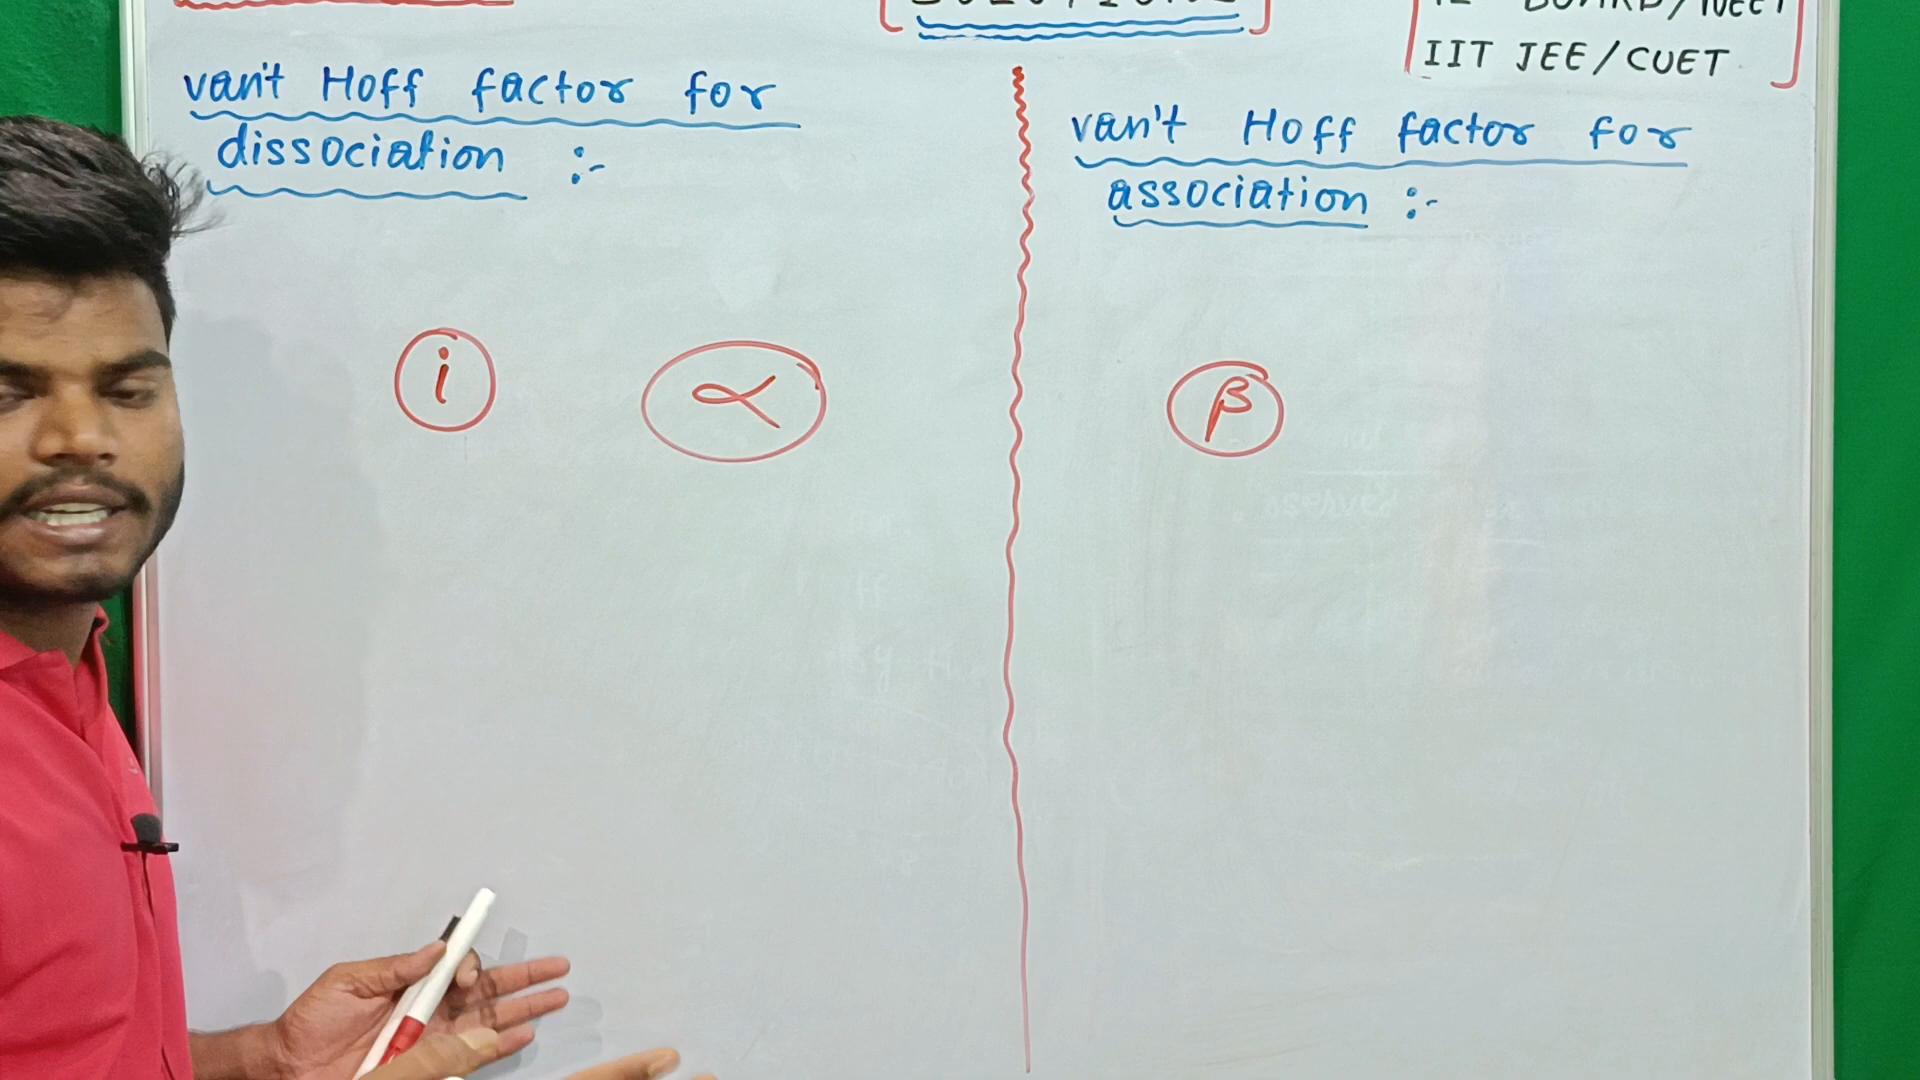 IIT JEE/CUET
van't Hoff factor for
dissociation :-
i
α
van't Hoff factor for
association :-
β